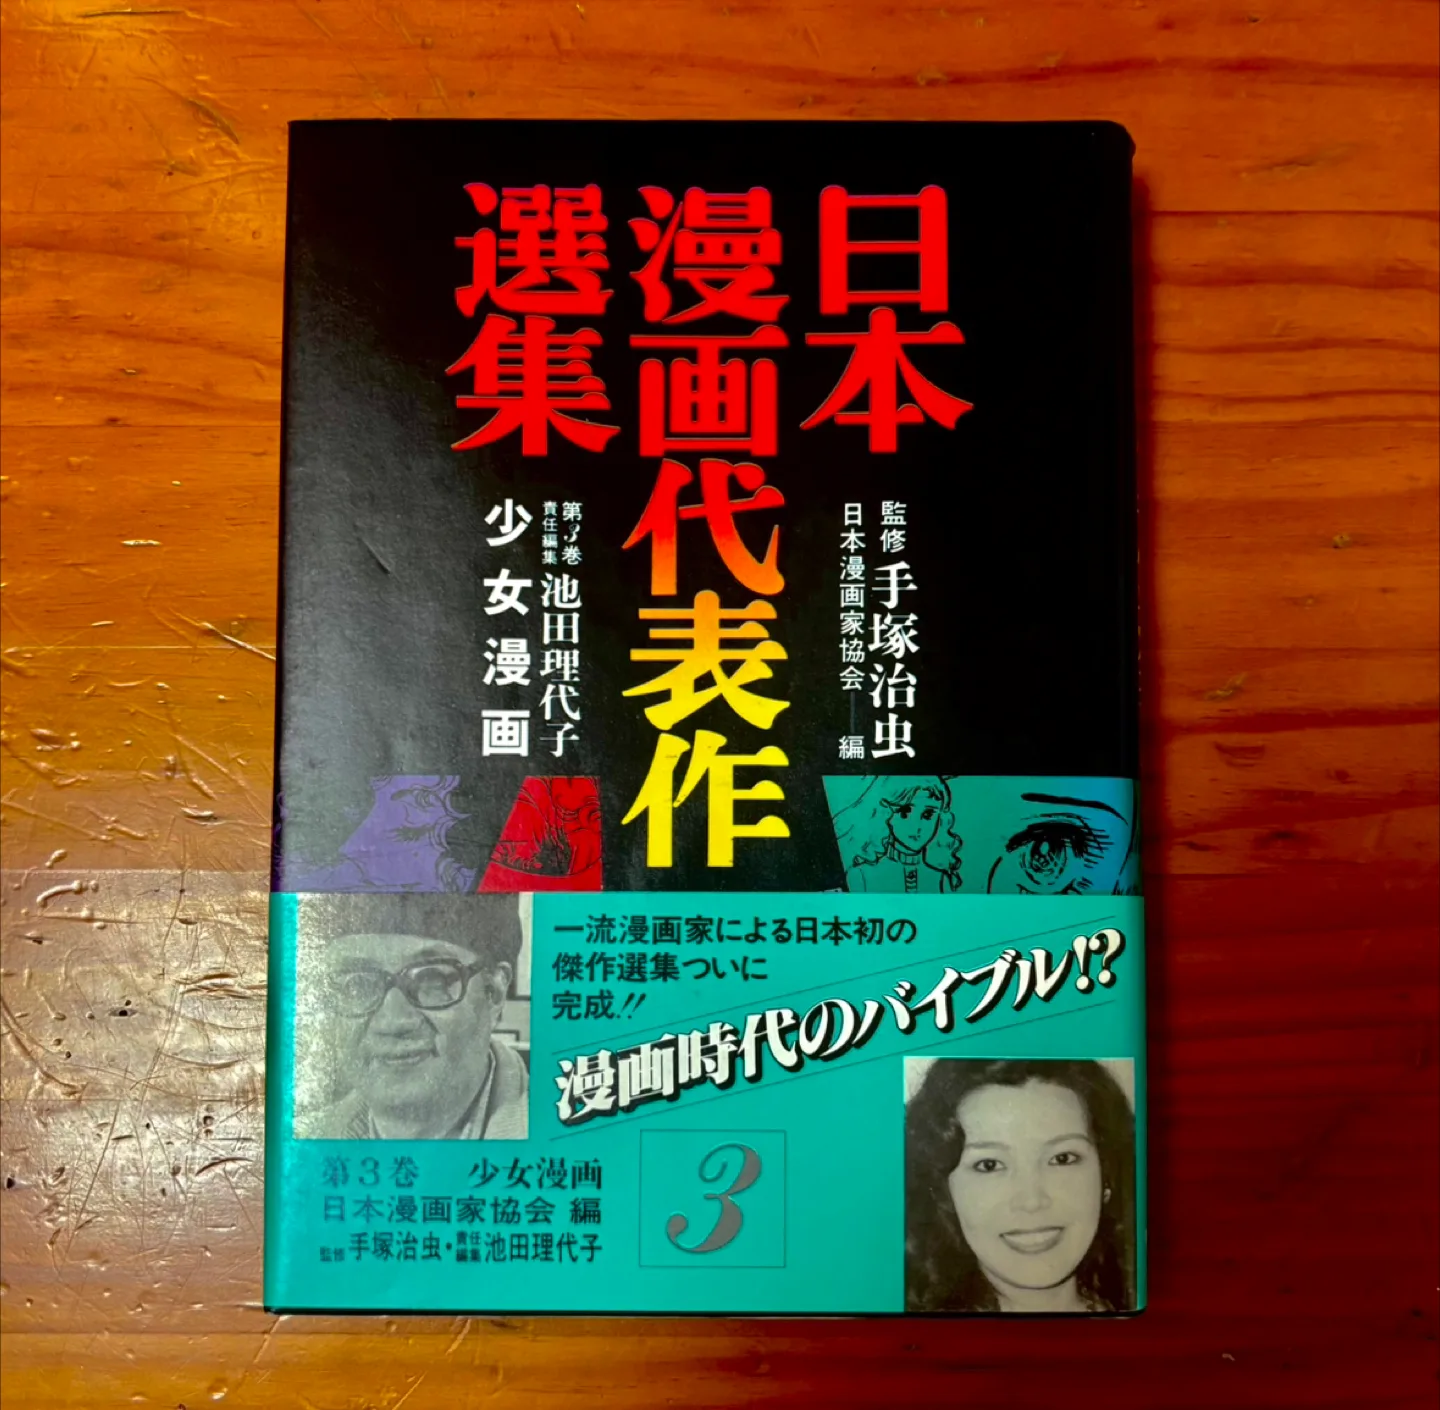 日本
漫画代表作
選集
監修 手塚治虫
日本漫画家協会──編
第3巻
責任編集
池田理代子
少女漫画
一流漫画家による日本初の
傑作選集ついに
完成!!
漫画時代のバイブル!?
第3巻 少女漫画
日本漫画家協会 編
監修 手塚治虫・責任編集 池田理代子
3